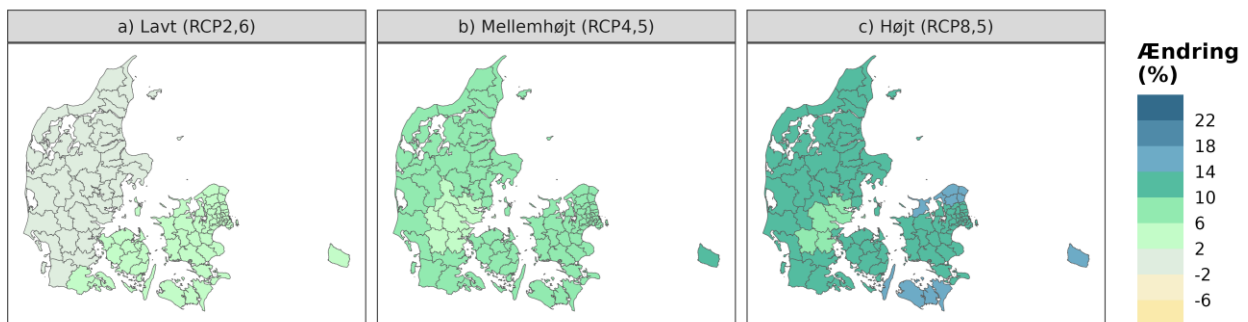 a) Lavt (RCP2,6)
b) Mellemhøjt (RCP4,5)
c) Højt (RCP8,5)
Ændring
(%)
22
18
14
10
6
2
-2
-6